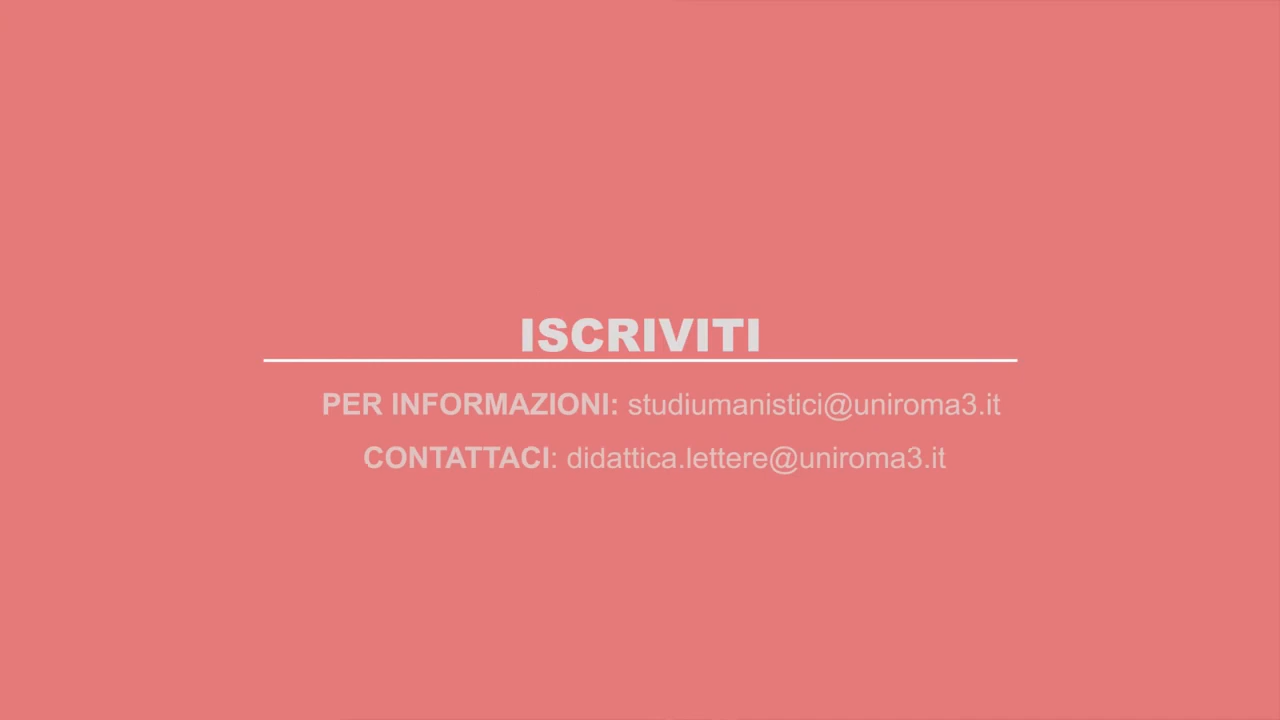 ISCRIVITI
PER INFORMAZIONI: studiumanistici@uniroma3.it
CONTATTACI: didattica.lettere@uniroma3.it